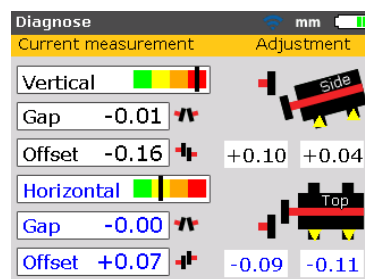 Diagnose mm
Current measurement Adjustment
Vertical Side
Gap -0.01
Offset -0.16 +0.10 +0.04
Horizontal Top
Gap -0.00
Offset +0.07 -0.09 -0.11